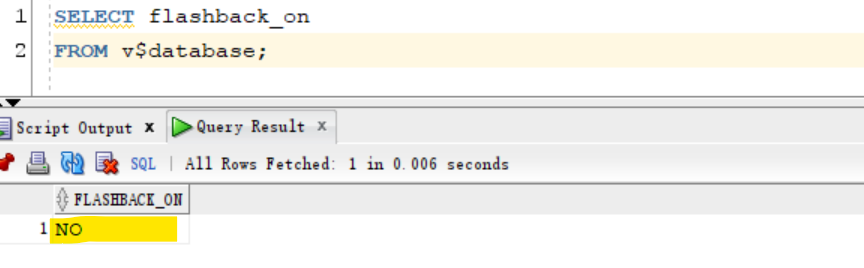 1 SELECT flashback_on
2 FROM v$database;
Script Output x Query Result x
SQL | All Rows Fetched: 1 in 0.006 seconds
FLASHBACK_ON
1 NO